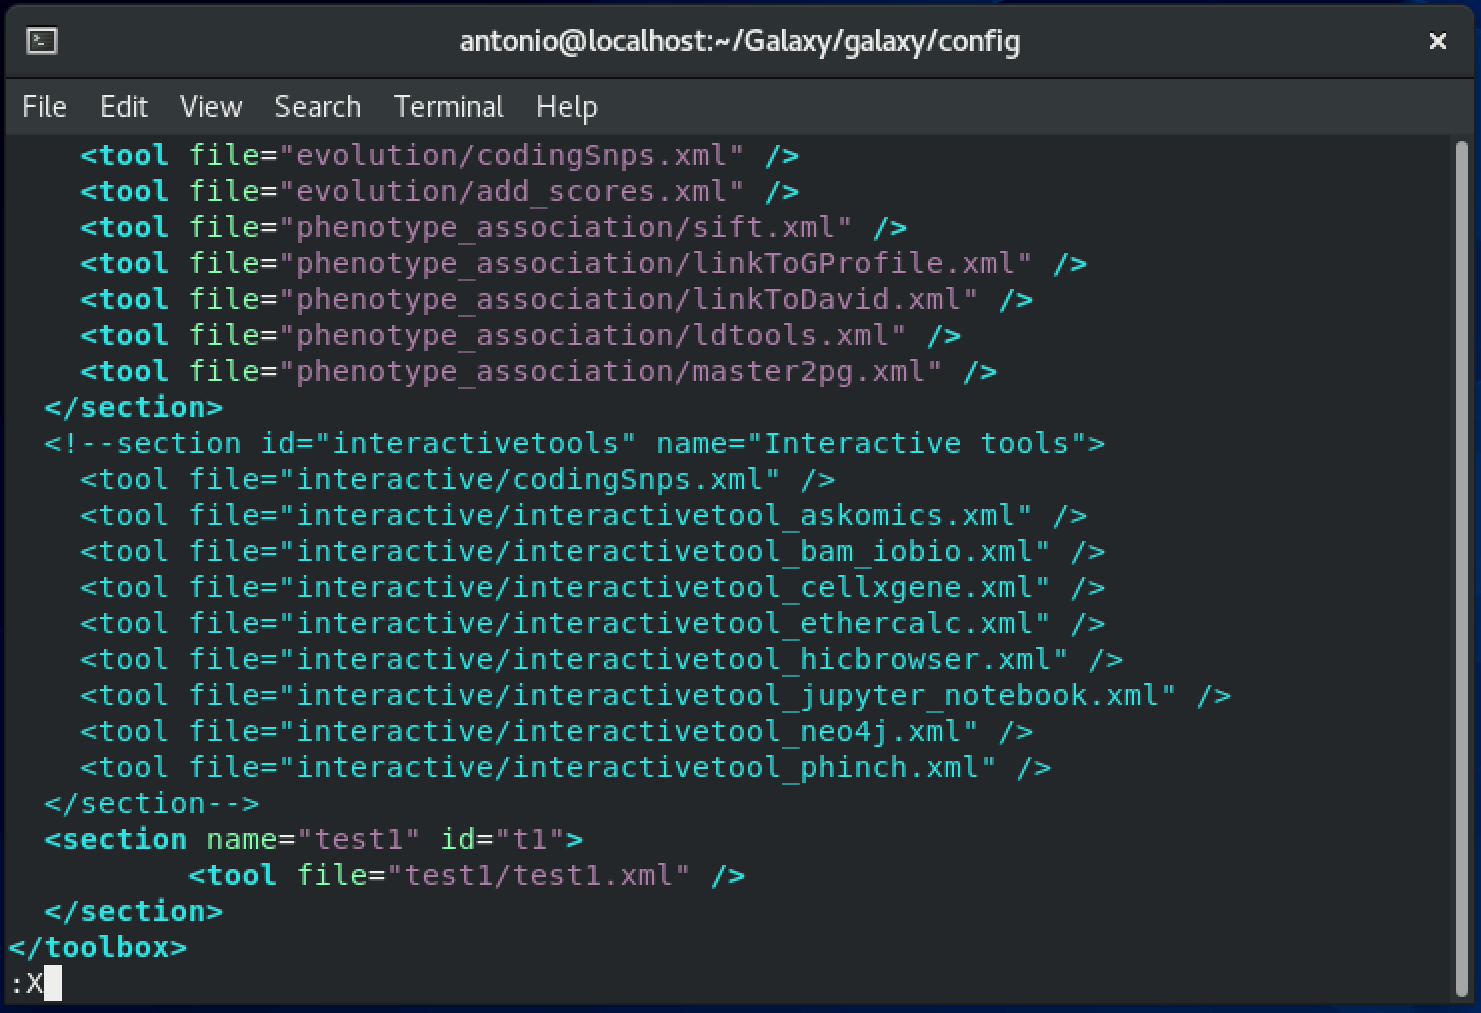 antonio@localhost:~/Galaxy/galaxy/config
File Edit View Search Terminal Help
    <tool file="evolution/codingSnps.xml" />
    <tool file="evolution/add_scores.xml" />
    <tool file="phenotype_association/sift.xml" />
    <tool file="phenotype_association/linkToGProfile.xml" />
    <tool file="phenotype_association/linkToDavid.xml" />
    <tool file="phenotype_association/ldtools.xml" />
    <tool file="phenotype_association/master2pg.xml" />
  </section>
  <!--section id="interactivetools" name="Interactive tools">
    <tool file="interactive/codingSnps.xml" />
    <tool file="interactive/interactivetool_askomics.xml" />
    <tool file="interactive/interactivetool_bam_iobio.xml" />
    <tool file="interactive/interactivetool_cellxgene.xml" />
    <tool file="interactive/interactivetool_ethercalc.xml" />
    <tool file="interactive/interactivetool_hicbrowser.xml" />
    <tool file="interactive/interactivetool_jupyter_notebook.xml" />
    <tool file="interactive/interactivetool_neo4j.xml" />
    <tool file="interactive/interactivetool_phinch.xml" />
  </section-->
  <section name="test1" id="t1">
          <tool file="test1/test1.xml" />
  </section>
</toolbox>
:X